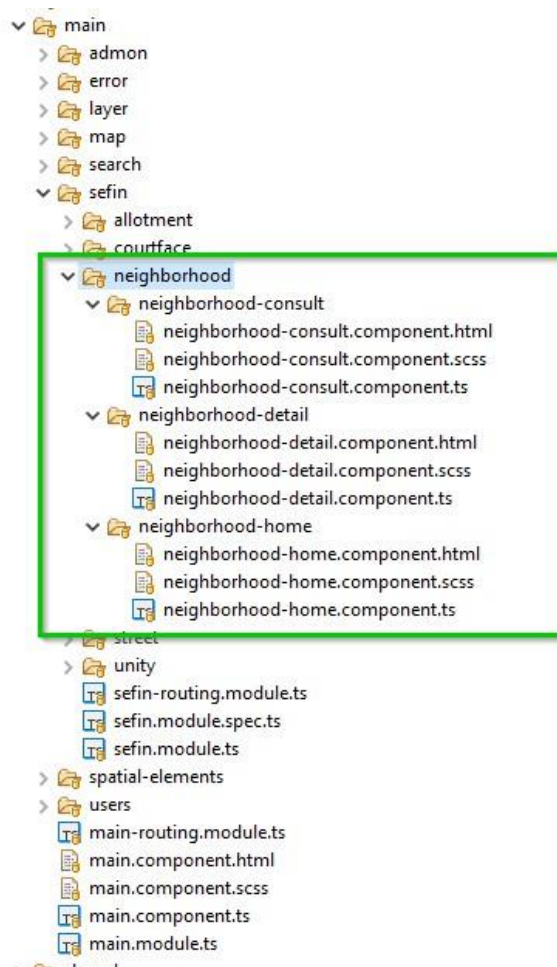 main
admon
error
layer
map
search
sefin
allotment
courtface
neighborhood
neighborhood-consult
neighborhood-consult.component.html
neighborhood-consult.component.scss
neighborhood-consult.component.ts
neighborhood-detail
neighborhood-detail.component.html
neighborhood-detail.component.scss
neighborhood-detail.component.ts
neighborhood-home
neighborhood-home.component.html
neighborhood-home.component.scss
neighborhood-home.component.ts
street
unity
sefin-routing.module.ts
sefin.module.spec.ts
sefin.module.ts
spatial-elements
users
main-routing.module.ts
main.component.html
main.component.scss
main.component.ts
main.module.ts